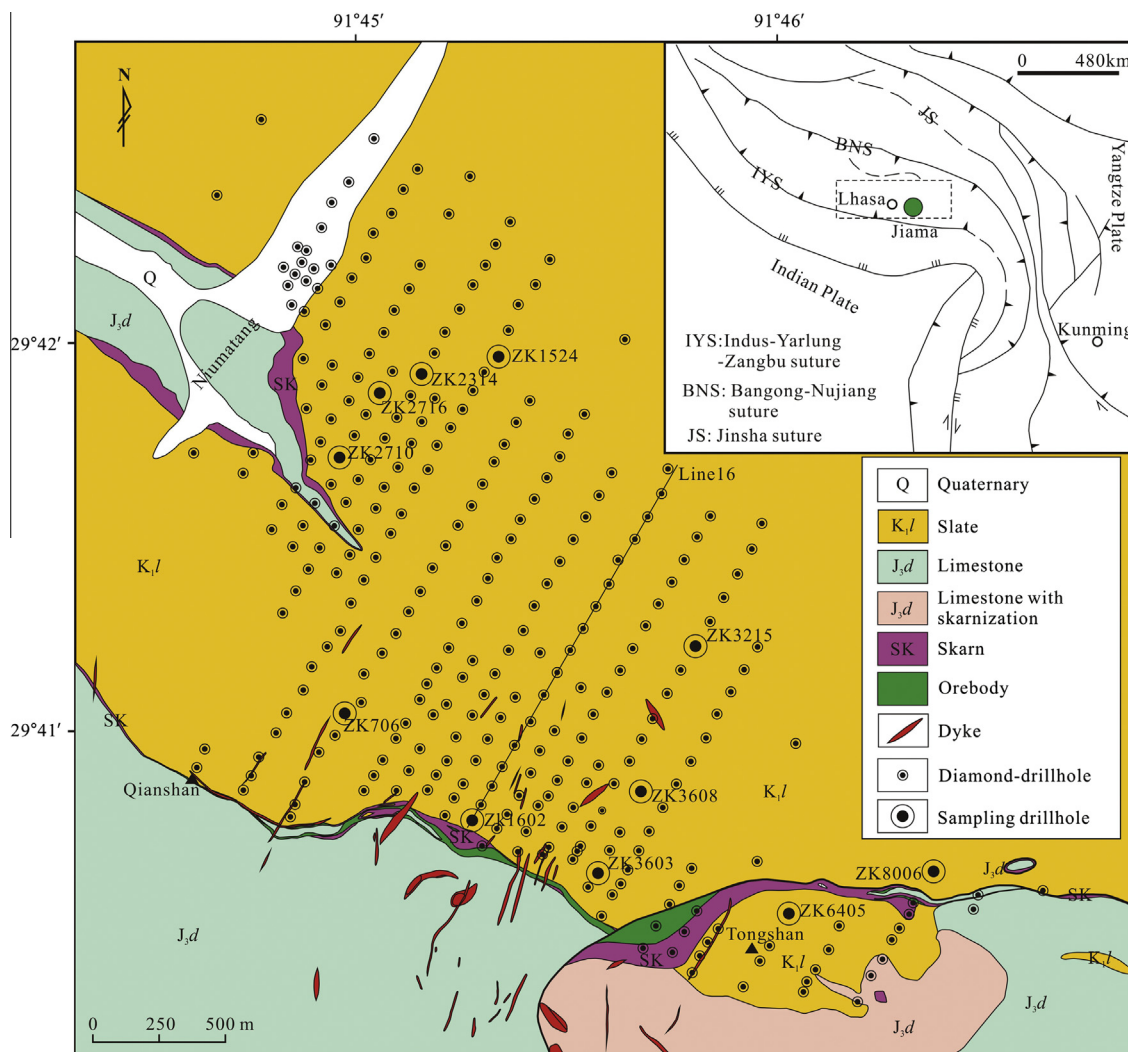 91°45′
91°46′
N
0 480km
JS
BNS
IYS
Lhasa
Jiama
Yangtze Plate
Indian Plate
Kunming
IYS:Indus-Yarlung
-Zangbu suture
BNS: Bangong-Nujiang
suture
JS: Jinsha suture
Q
J₃d
Niumatang
29°42′
SK
ZK1524
ZK2314
ZK2716
ZK2710
Line16
K₁l
Q Quaternary
K₁l Slate
J₃d Limestone
J₃d Limestone with
skarnization
SK Skarn
Orebody
Dyke
Diamond-drillhole
Sampling drillhole
ZK3215
SK
29°41′
ZK706
Qianshan
ZK3608
K₁l
ZK1602
SK
ZK3603
ZK8006
J₃d
SK
ZK6405
Tongshan
J₃d
SK
K₁l
K₁l
J₃d
J₃d
0 250 500 m